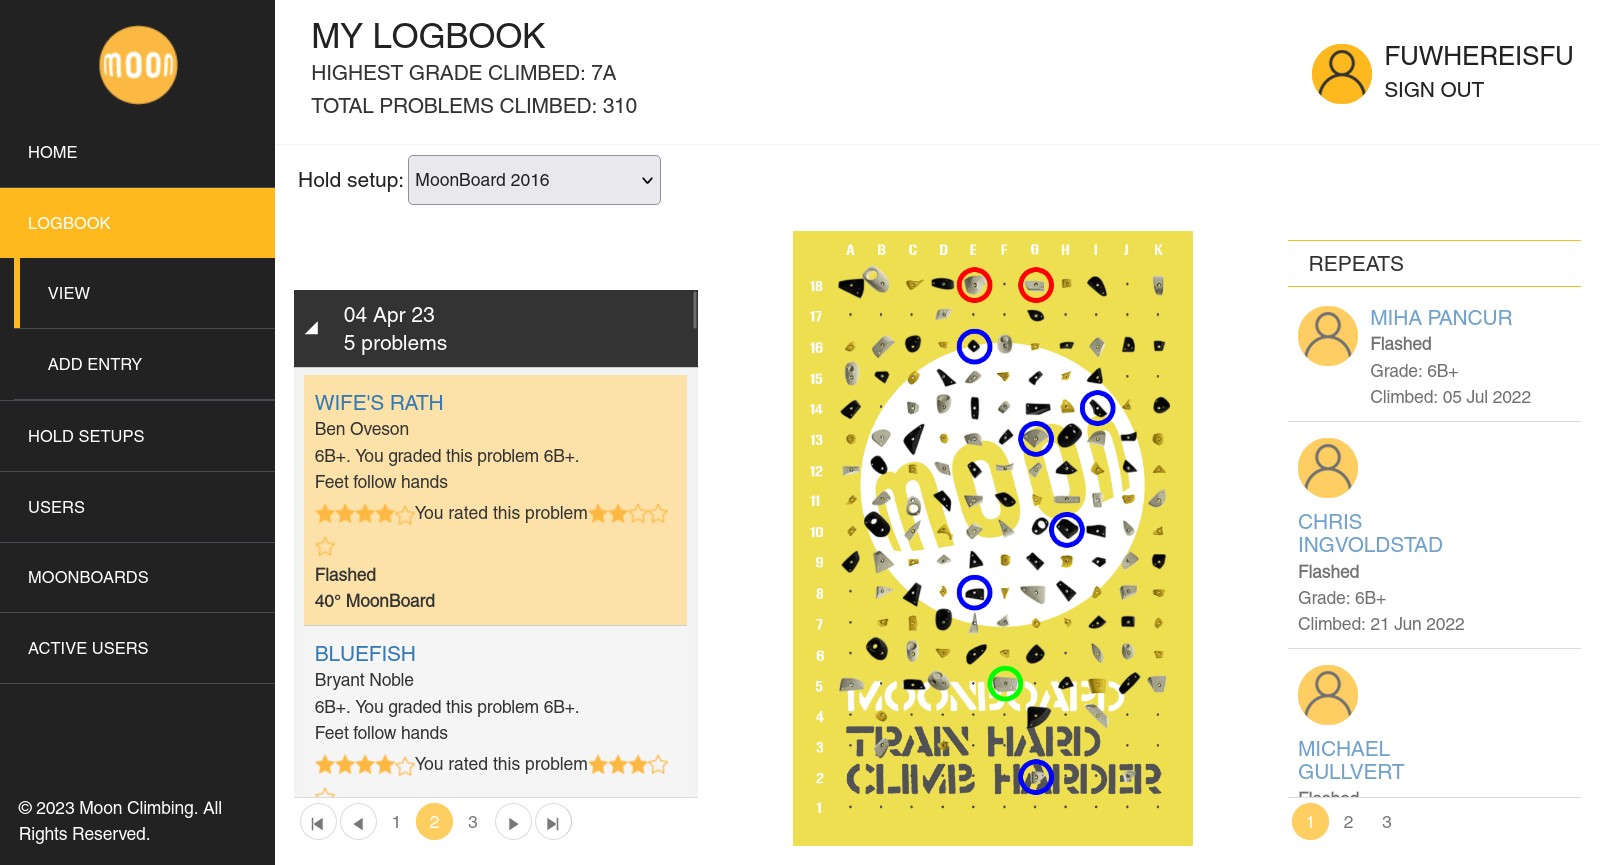 moon
HOME
LOGBOOK
VIEW
ADD ENTRY
HOLD SETUPS
USERS
MOONBOARDS
ACTIVE USERS
© 2023 Moon Climbing. All
Rights Reserved.
MY LOGBOOK
HIGHEST GRADE CLIMBED: 7A
TOTAL PROBLEMS CLIMBED: 310
FUWHEREISFU
SIGN OUT
Hold setup: MoonBoard 2016
04 Apr 23
5 problems
WIFE'S RATH
Ben Oveson
6B+. You graded this problem 6B+.
Feet follow hands
You rated this problem
Flashed
40° MoonBoard
BLUEFISH
Bryant Noble
6B+. You graded this problem 6B+.
Feet follow hands
You rated this problem
1 2 3
A B C D E F G H I J K
18
17
16
15
14
13
12
11
10
9
8
7
6
5
4
3
2
1
moon
MOONBOARD
TRAIN HARD
CLIMB HARDER
REPEATS
MIHA PANCUR
Flashed
Grade: 6B+
Climbed: 05 Jul 2022
CHRIS
INGVOLDSTAD
Flashed
Grade: 6B+
Climbed: 21 Jun 2022
MICHAEL
GULLVERT
Flashed
1 2 3